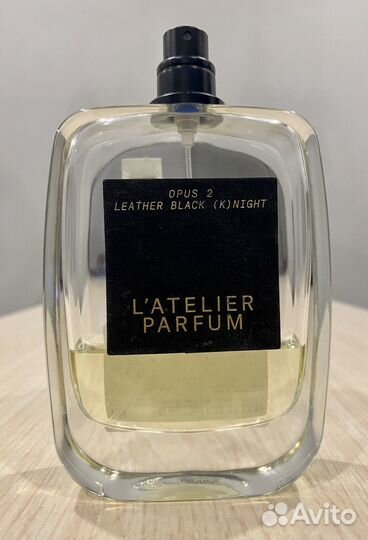 OPUS 2
LEATHER BLACK (K)NIGHT
L'ATELIER
PARFUM
Avito